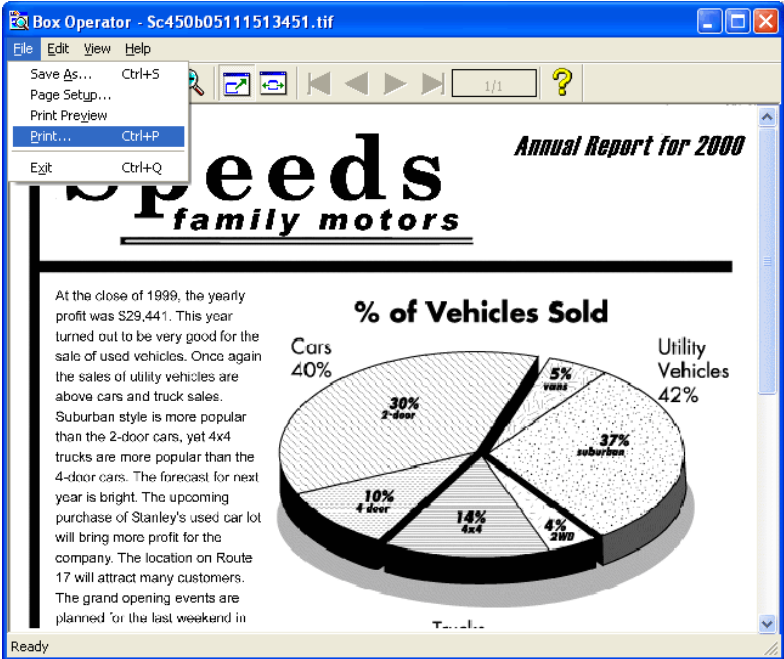 Box Operator - Sc450b05111513451.tif
File Edit View Help
Save As... Ctrl+S
Page Setup...
Print Preview
Print... Ctrl+P
Exit Ctrl+Q
1/1
Annual Report for 2000
Speeds
family motors
At the close of 1999, the yearly
profit was $29,441. This year
turned out to be very good for the
sale of used vehicles. Once again
the sales of utility vehicles are
above cars and truck sales.
Suburban style is more popular
than the 2-door cars, yet 4x4
trucks are more popular than the
4-door cars. The forecast for next
year is bright. The upcoming
purchase of Stanley's used car lot
will bring more profit for the
company. The location on Route
17 will attract many customers.
The grand opening events are
planned for the last weekend in
% of Vehicles Sold
Cars
40%
Utility
Vehicles
42%
5%
vans
30%
2-door
37%
suburban
10%
4 door
14%
4x4
4%
2WD
Trucks
Ready